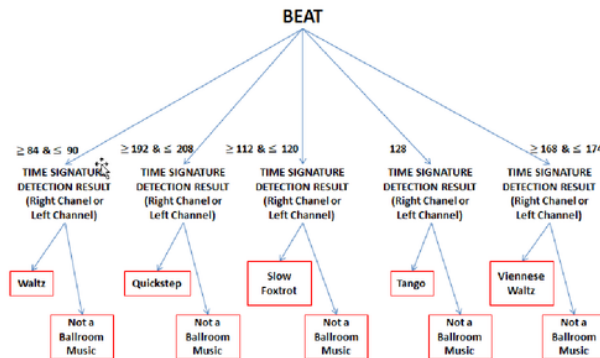 BEAT
≥ 84 & ≤ 90
≥ 192 & ≤ 208
≥ 112 & ≤ 120
128
≥ 168 & ≤ 174
TIME SIGNATURE
DETECTION RESULT
(Right Chanel or
Left Channel)
TIME SIGNATURE
DETECTION RESULT
(Right Chanel or
Left Channel)
TIME SIGNATURE
DETECTION RESULT
(Right Chanel or
Left Channel)
TIME SIGNATURE
DETECTION RESULT
(Right Chanel or
Left Channel)
TIME SIGNATURE
DETECTION RESULT
(Right Chanel or
Left Channel)
Waltz
Quickstep
Slow
Foxtrot
Tango
Viennese
Waltz
Not a
Ballroom
Music
Not a
Ballroom
Music
Not a
Ballroom
Music
Not a
Ballroom
Music
Not a
Ballroom
Music